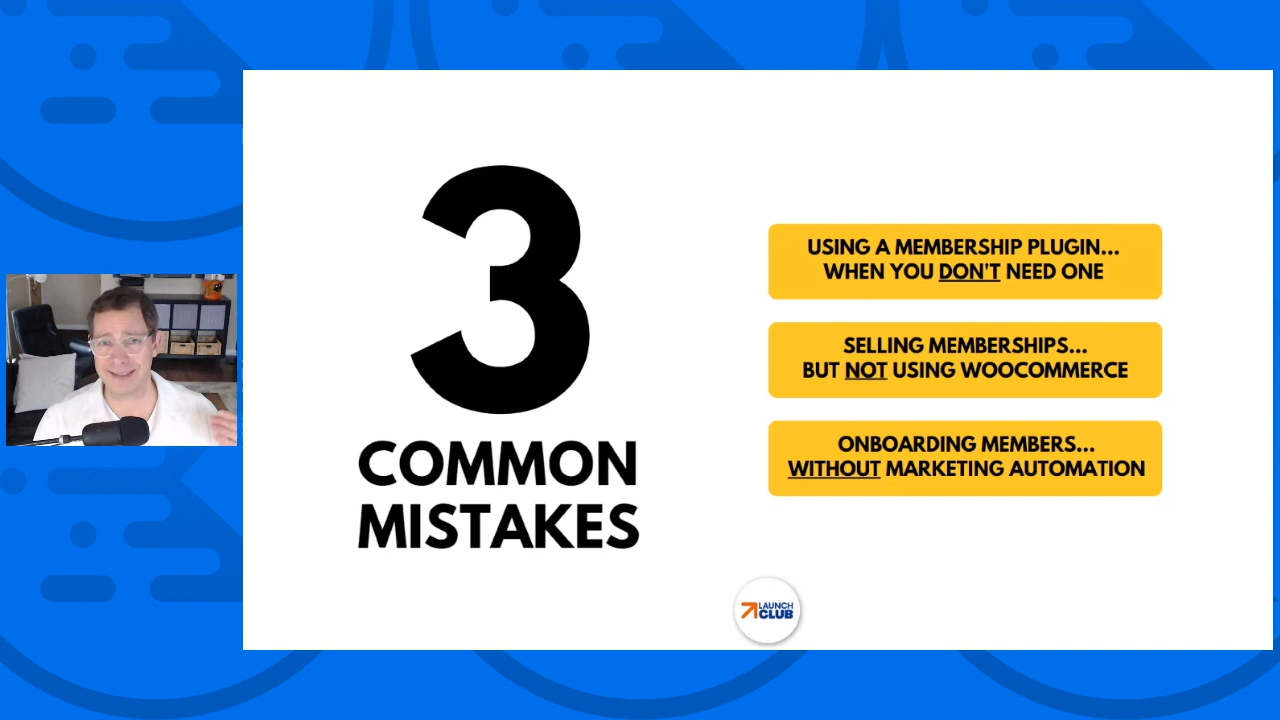 3
COMMON
MISTAKES
USING A MEMBERSHIP PLUGIN...
WHEN YOU DON'T NEED ONE
SELLING MEMBERSHIPS...
BUT NOT USING WOOCOMMERCE
ONBOARDING MEMBERS...
WITHOUT MARKETING AUTOMATION
LAUNCH
CLUB